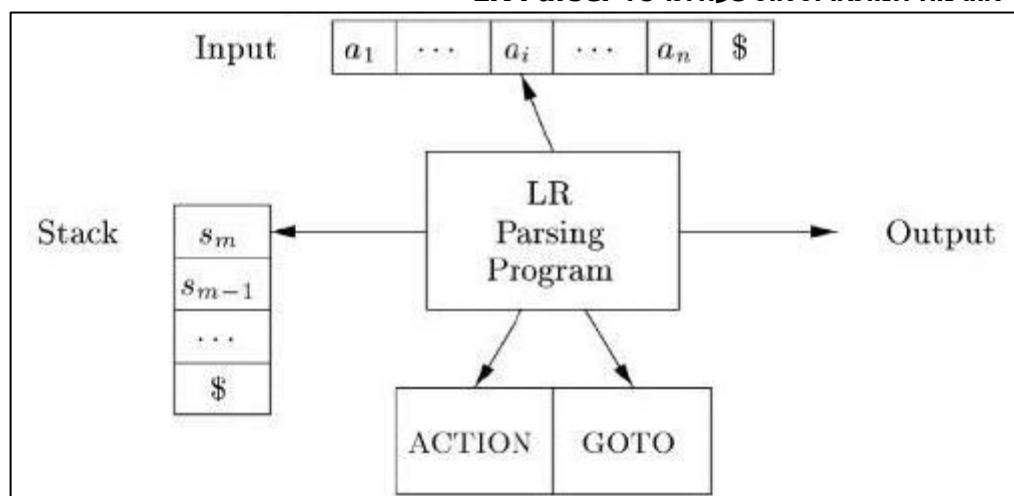 Input a₁ ··· aᵢ ··· aₙ $
LR
Parsing
Program
Stack
Output
sₘ
sₘ₋₁
···
$
ACTION GOTO